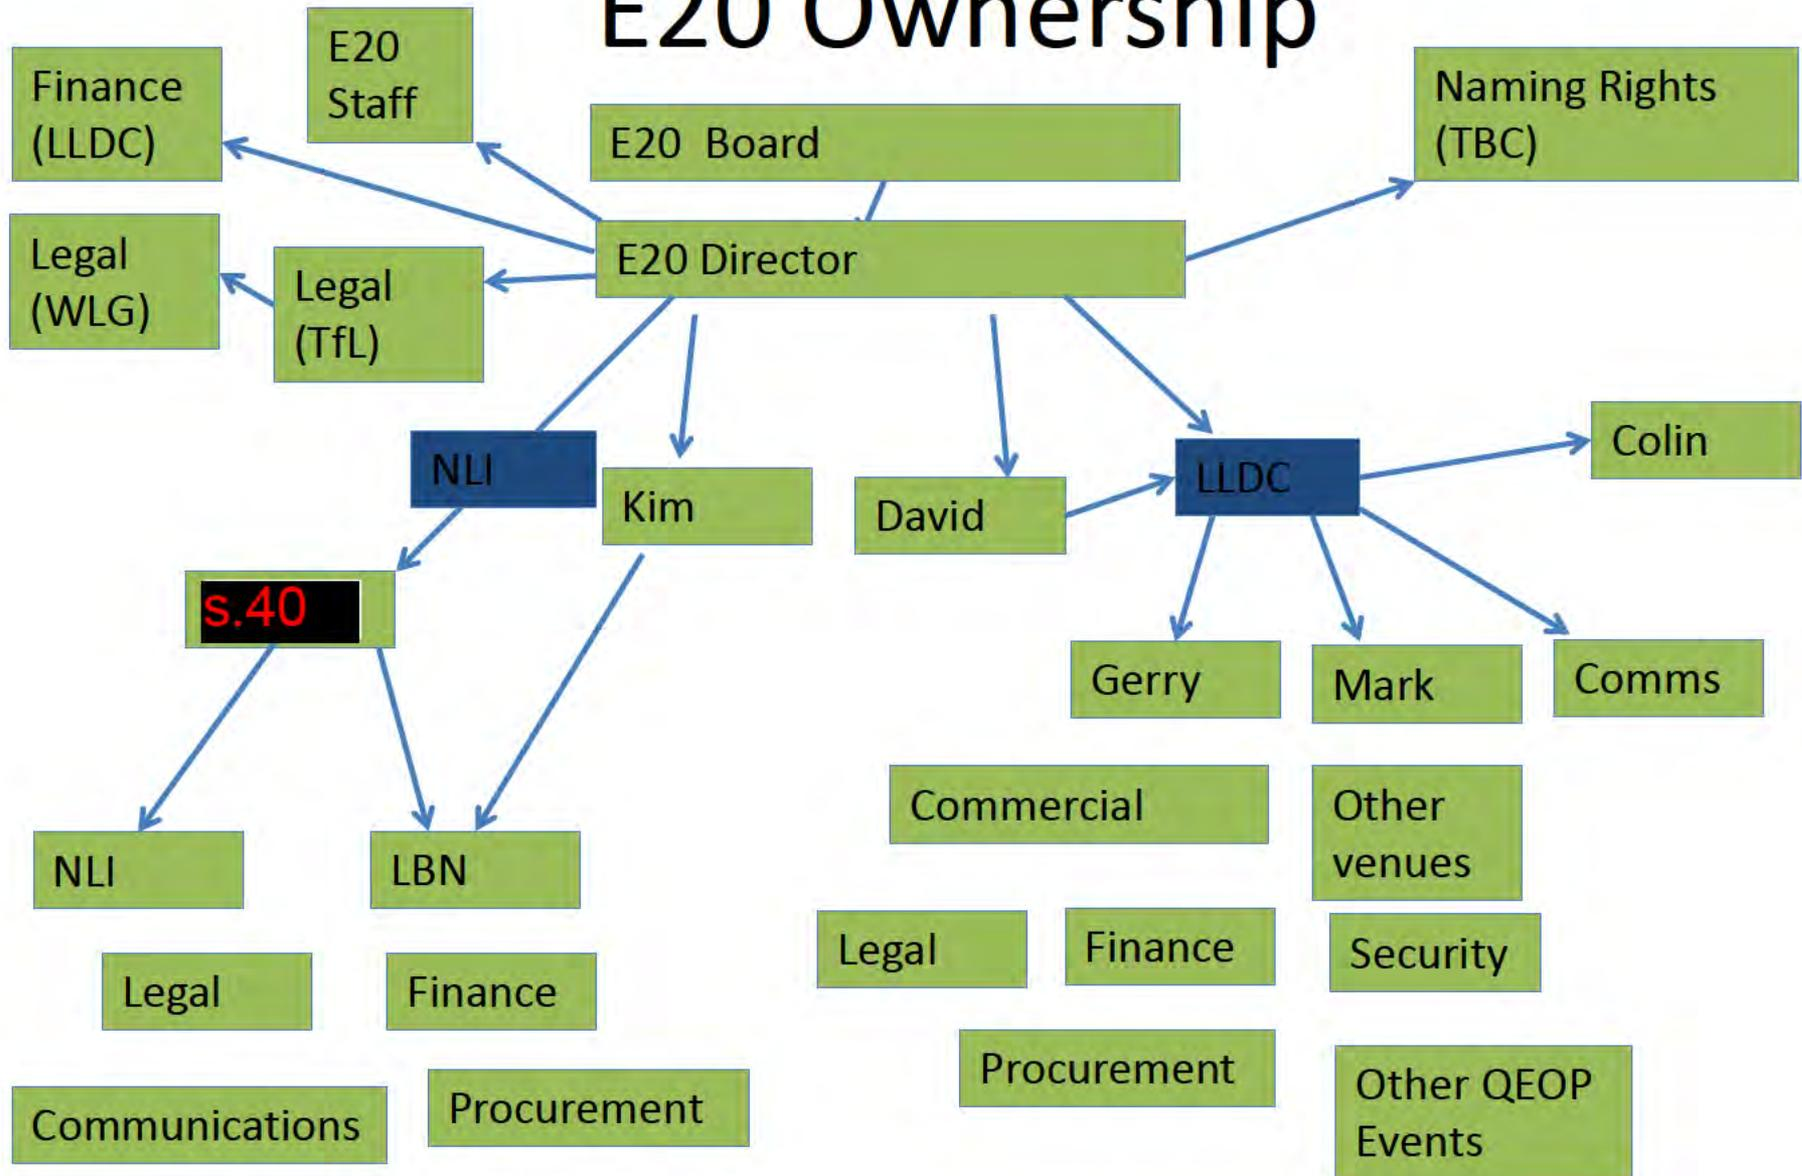 E20 Ownership
Finance
(LLDC)
E20
Staff
E20 Board
Naming Rights
(TBC)
Legal
(WLG)
Legal
(TfL)
E20 Director
NLI
Kim
David
LLDC
Colin
s.40
Gerry
Mark
Comms
NLI
LBN
Commercial
Other
venues
Legal
Finance
Security
Legal
Finance
Procurement
Other QEOP
Events
Communications
Procurement